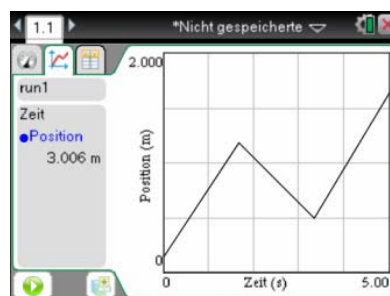 1.1
*Nicht gespeicherte
run1
Zeit
Position
3.006 m
2.000
Position (m)
0
0
Zeit (s)
5.00